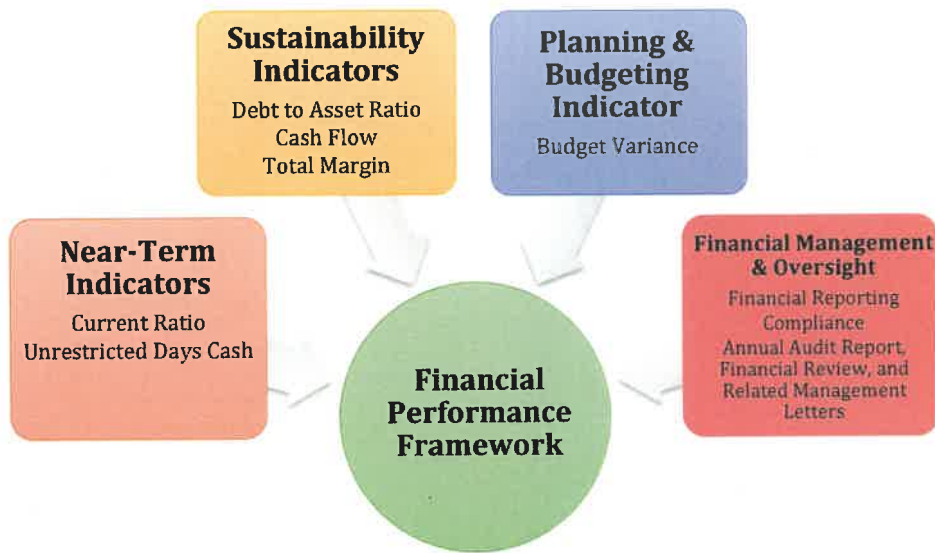 Sustainability
Indicators
Debt to Asset Ratio
Cash Flow
Total Margin
Planning &
Budgeting
Indicator
Budget Variance
Near-Term
Indicators
Current Ratio
Unrestricted Days Cash
Financial Management
& Oversight
Financial Reporting
Compliance
Annual Audit Report,
Financial Review, and
Related Management
Letters
Financial
Performance
Framework